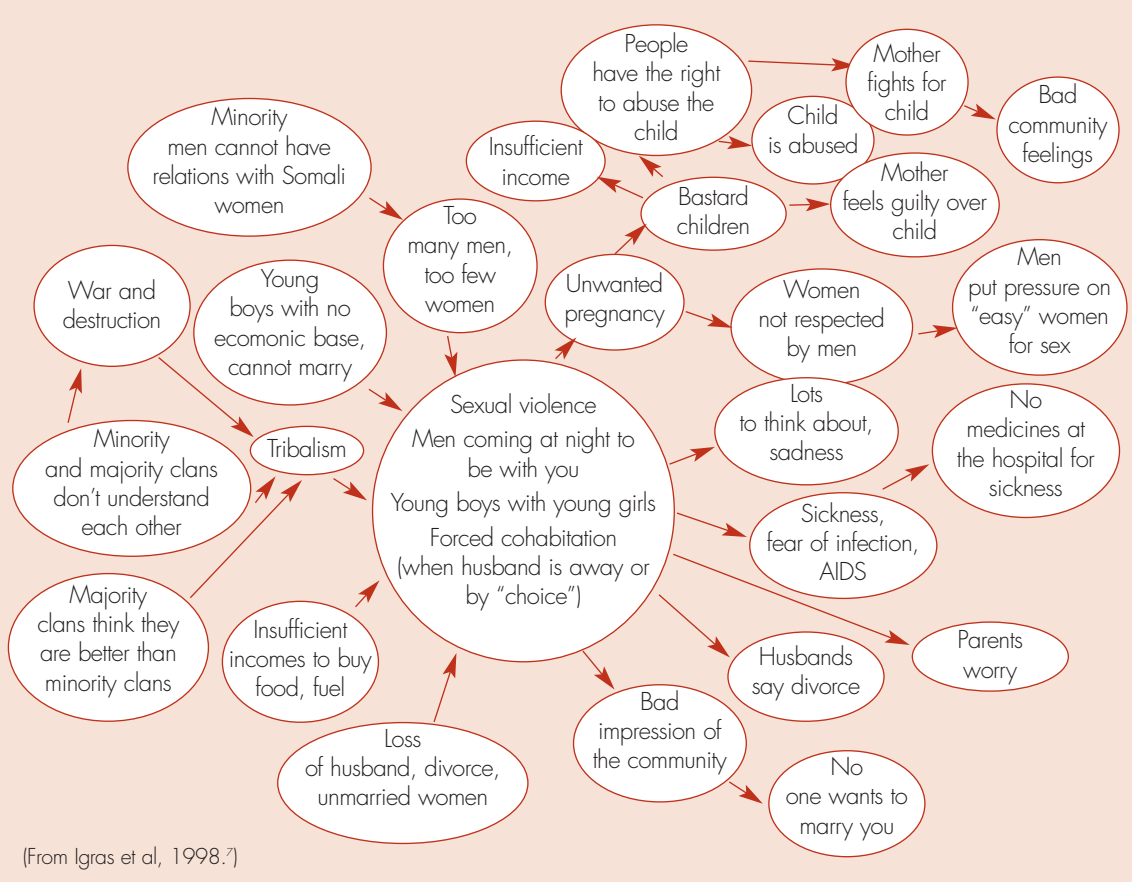 People
have the right
to abuse the
child
Mother
fights for
child
Bad
community
feelings
Child
is abused
Minority
men cannot have
relations with Somali
women
Insufficient
income
Bastard
children
Mother
feels guilty over
child
Too
many men,
too few
women
War and
destruction
Young
boys with no
ecomonic base,
cannot marry
Unwanted
pregnancy
Women
not respected
by men
Men
put pressure on
“easy” women
for sex
Sexual violence
Men coming at night to
be with you
Young boys with young girls
Forced cohabitation
(when husband is away or
by “choice”)
Lots
to think about,
sadness
No
medicines at
the hospital for
sickness
Minority
and majority clans
don’t understand
each other
Tribalism
Sickness,
fear of infection,
AIDS
Majority
clans think they
are better than
minority clans
Insufficient
incomes to buy
food, fuel
Parents
worry
Husbands
say divorce
Bad
impression of
the community
Loss
of husband, divorce,
unmarried women
No
one wants to
marry you
(From Igras et al, 1998.⁷)